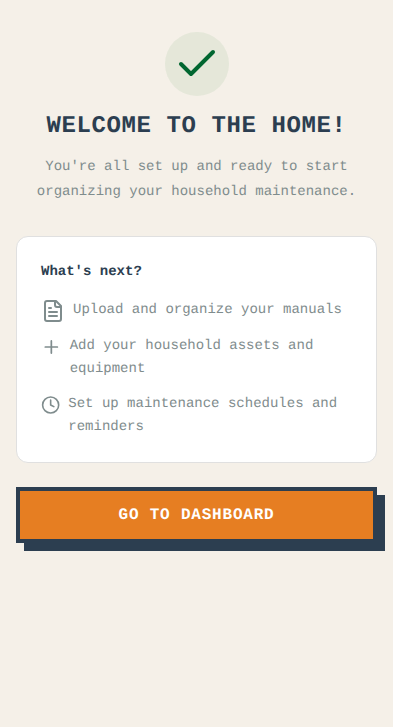 WELCOME TO THE HOME!
You're all set up and ready to start
organizing your household maintenance.
What's next?
Upload and organize your manuals
Add your household assets and
equipment
Set up maintenance schedules and
reminders
GO TO DASHBOARD